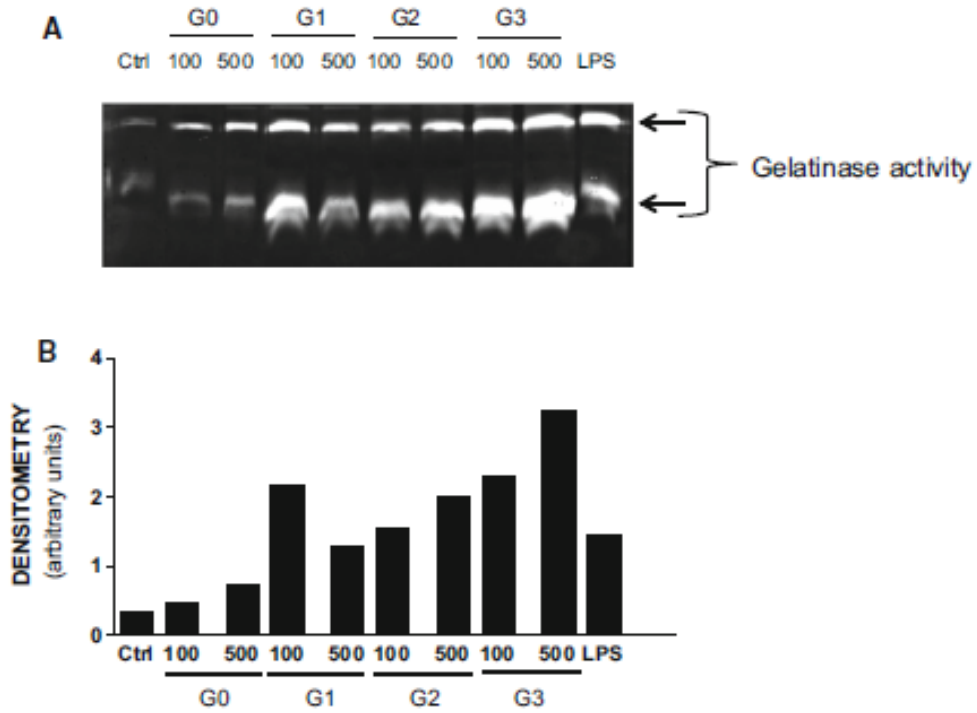 A
G0 G1 G2 G3
Ctrl 100 500 100 500 100 500 100 500 LPS
Gelatinase activity
B
DENSITOMETRY
(arbitrary units)
4
3
2
1
0
Ctrl 100 500 100 500 100 500 100 500 LPS
G0 G1 G2 G3